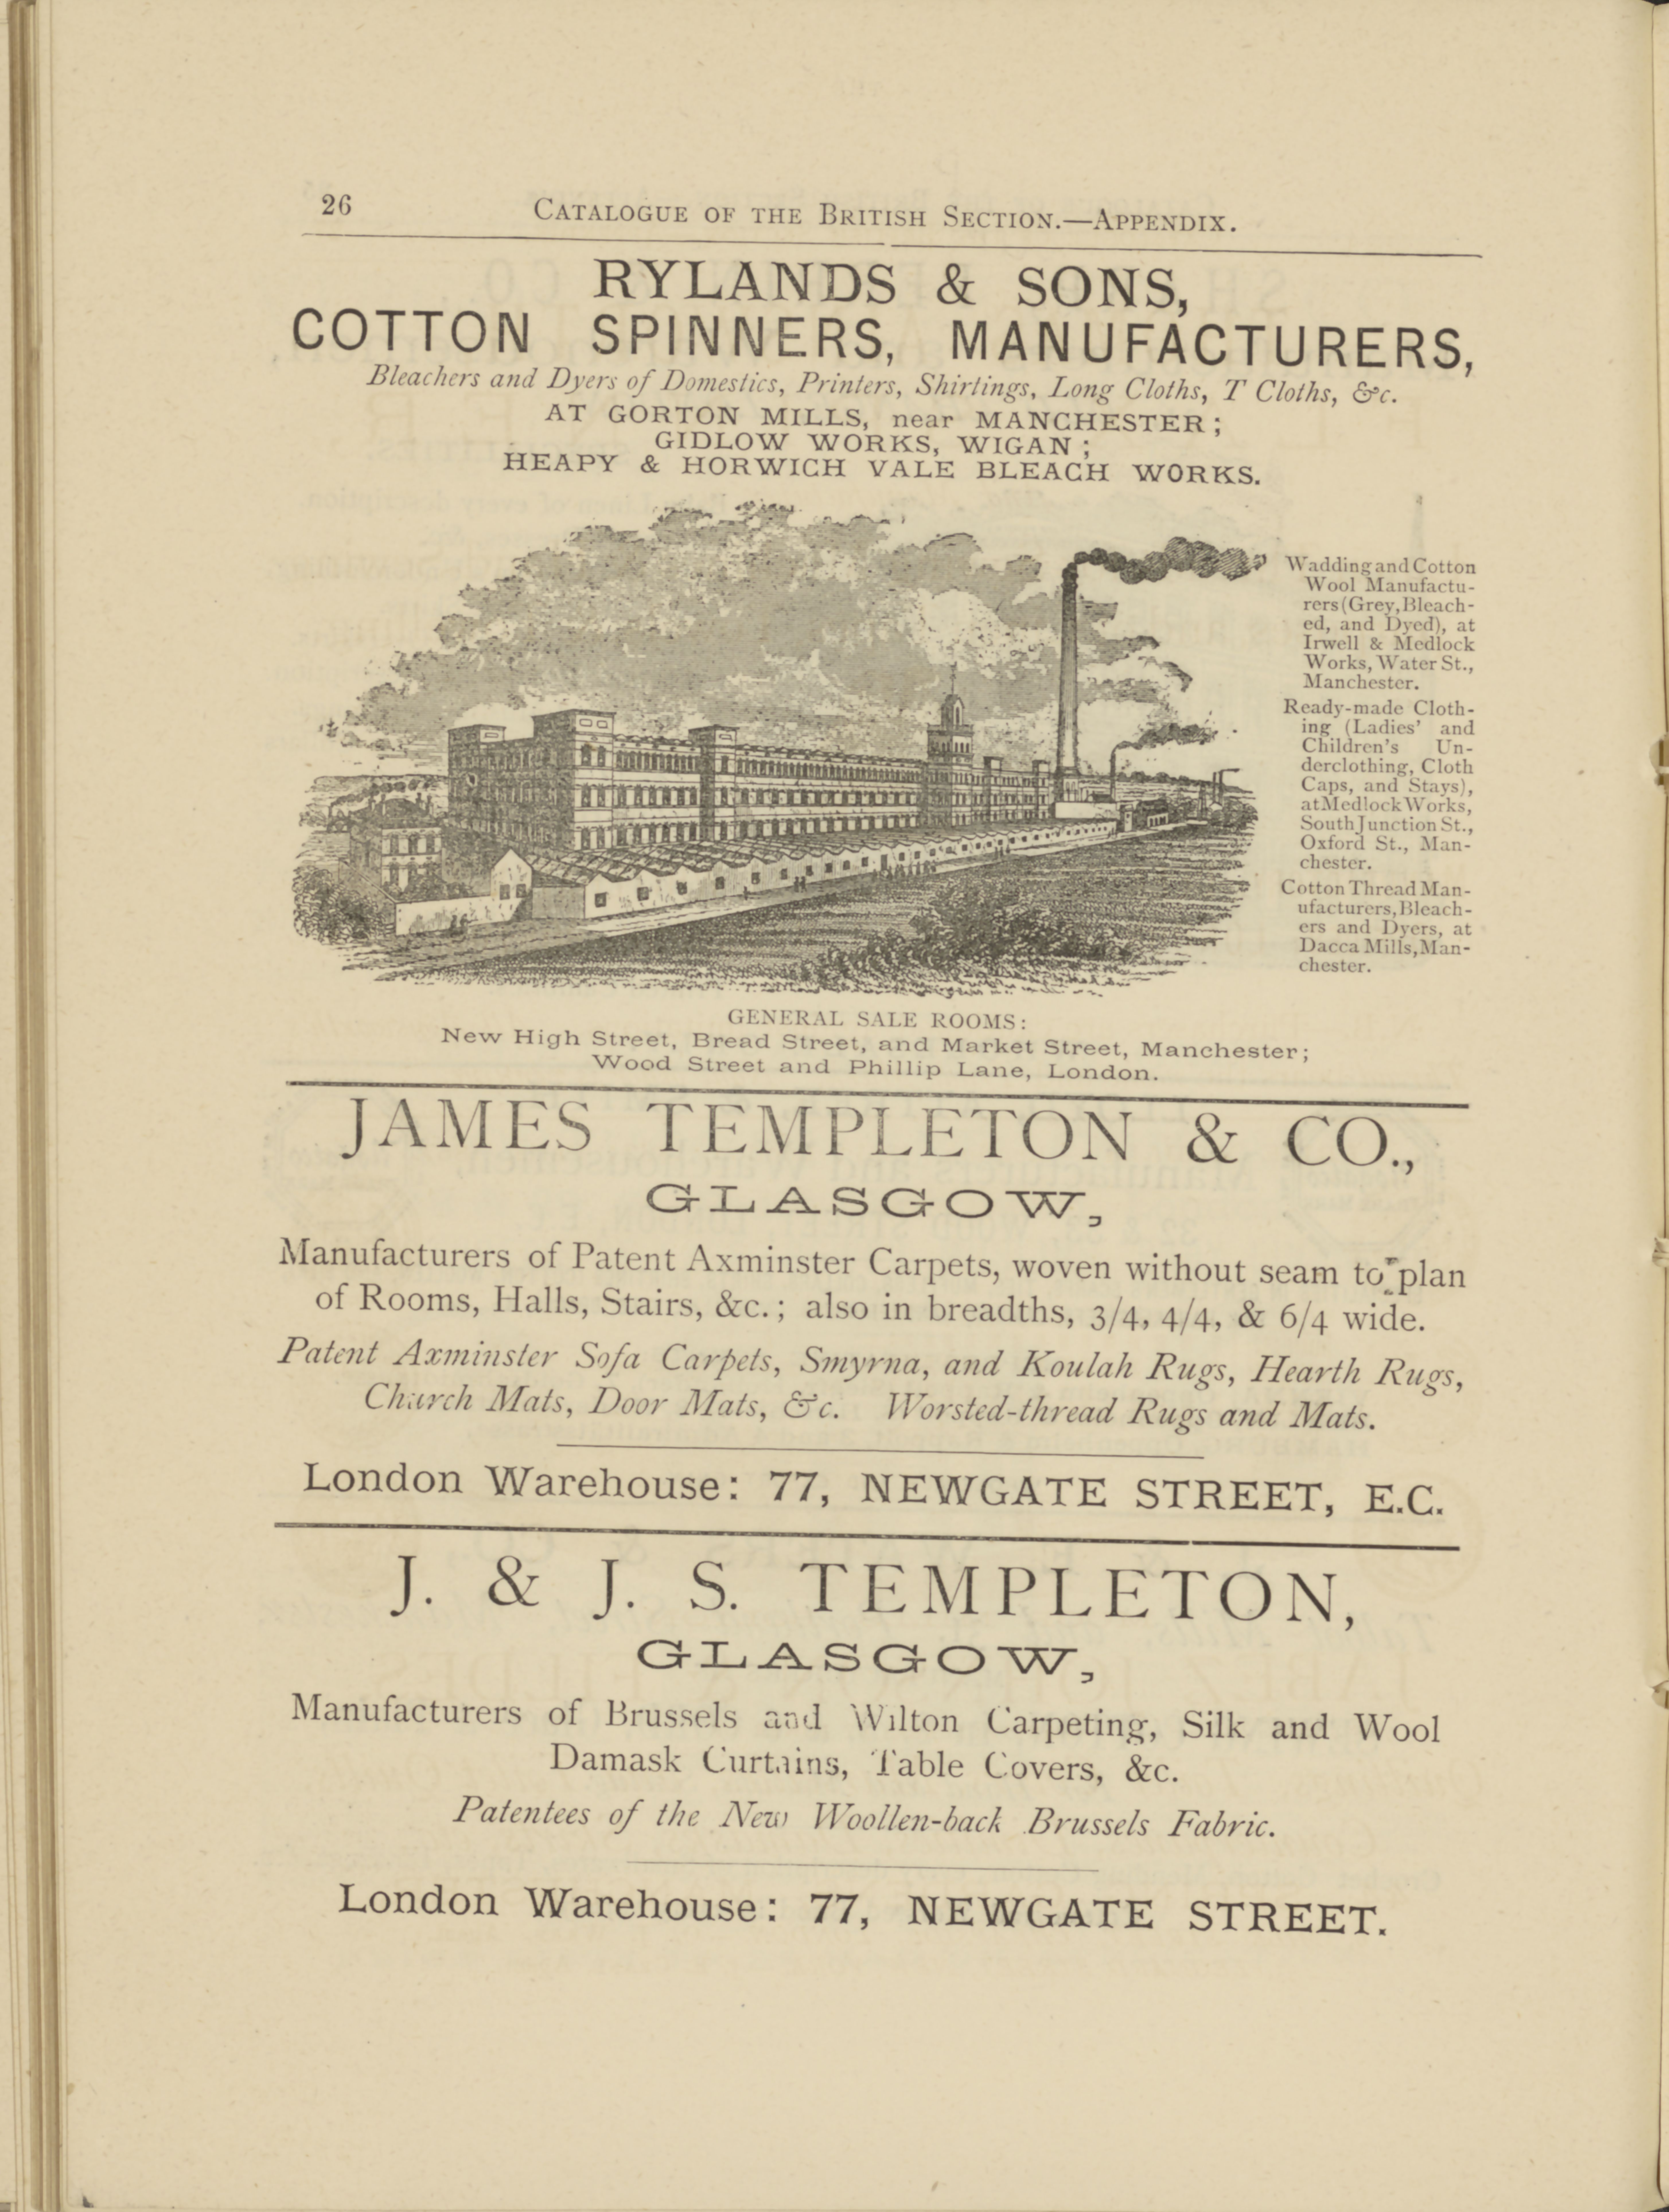 26
CATALOGUE OF THE BRITISH SECTION.—APPENDIX.
RYLANDS & SONS,
COTTON SPINNERS, MANUFACTURERS,
Bleachers and Dyers of Domestics, Printers, Shirtings, Long Cloths, T Cloths, &c.
AT GORTON MILLS, near MANCHESTER;
GIDLOW WORKS, WIGAN;
HEAPY & HORWICH VALE BLEACH WORKS.
Wadding and Cotton
Wool Manufactu-
rers (Grey, Bleach-
ed, and Dyed), at
Irwell & Medlock
Works, Water St.,
Manchester.
Ready-made Cloth-
ing (Ladies' and
Children's Un-
derclothing, Cloth
Caps, and Stays),
at Medlock Works,
South Junction St.,
Oxford St., Man-
chester.
Cotton Thread Man-
ufacturers, Bleach-
ers and Dyers, at
Dacca Mills, Man-
chester.
GENERAL SALE ROOMS:
New High Street, Bread Street, and Market Street, Manchester;
Wood Street and Phillip Lane, London.
JAMES TEMPLETON & CO.,
GLASGOW,
Manufacturers of Patent Axminster Carpets, woven without seam to plan
of Rooms, Halls, Stairs, &c.; also in breadths, 3/4, 4/4, & 6/4 wide.
Patent Axminster Sofa Carpets, Smyrna, and Koulah Rugs, Hearth Rugs,
Church Mats, Door Mats, &c. Worsted-thread Rugs and Mats.
London Warehouse: 77, NEWGATE STREET, E.C.
J. & J. S. TEMPLETON,
GLASGOW,
Manufacturers of Brussels and Wilton Carpeting, Silk and Wool
Damask Curtains, Table Covers, &c.
Patentees of the New Woollen-back Brussels Fabric.
London Warehouse: 77, NEWGATE STREET.